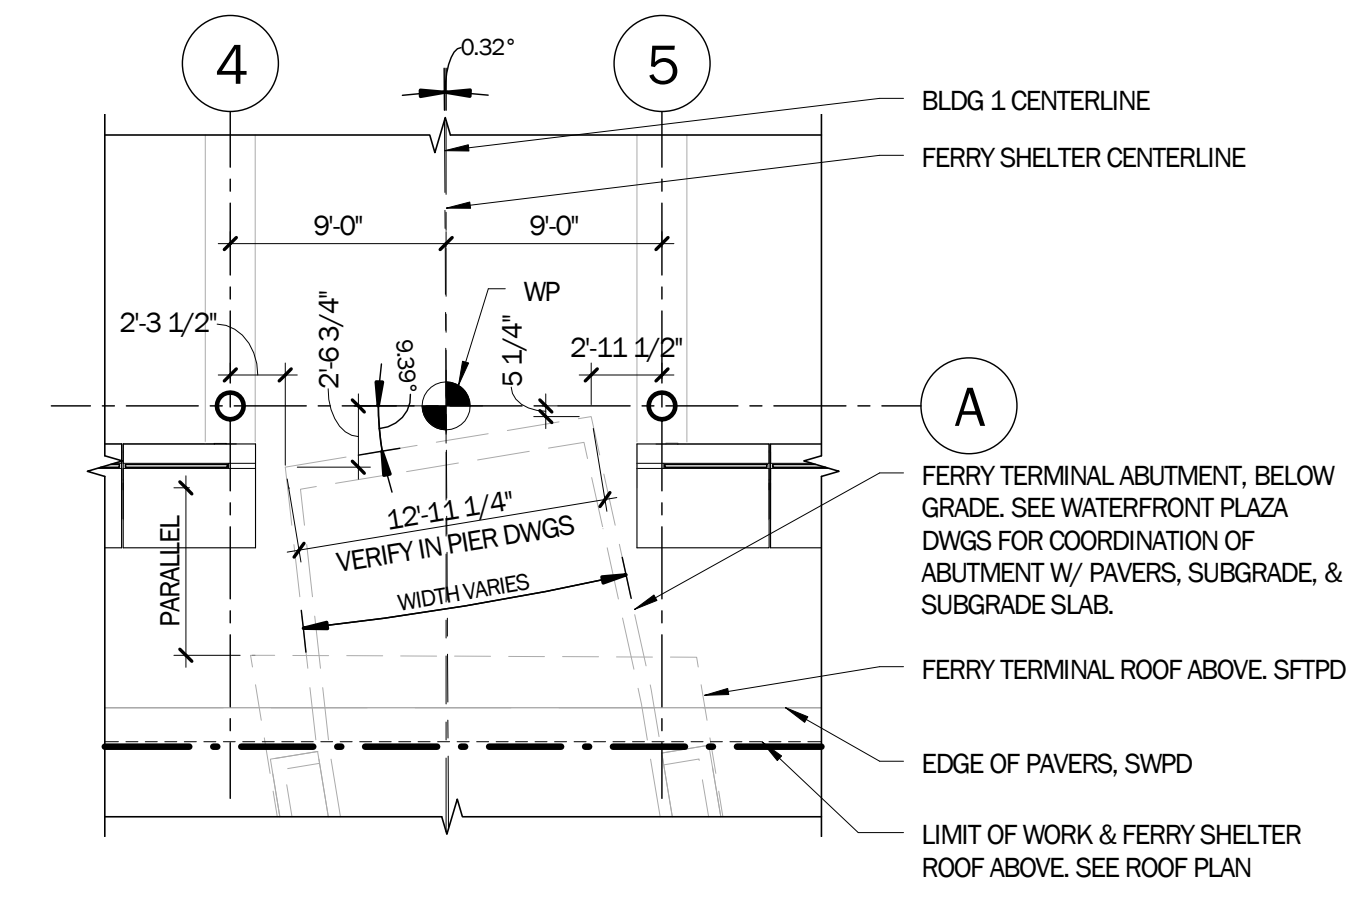 4
5
0.32°
BLDG 1 CENTERLINE
FERRY SHELTER CENTERLINE
9'-0"
9'-0"
WP
2'-3 1/2"
2'-6 3/4"
9.39°
5 1/4"
2'-11 1/2"
A
FERRY TERMINAL ABUTMENT, BELOW
GRADE. SEE WATERFRONT PLAZA
DWGS FOR COORDINATION OF
ABUTMENT W/ PAVERS, SUBGRADE, &
SUBGRADE SLAB.
12'-11 1/4"
VERIFY IN PIER DWGS
PARALLEL
WIDTH VARIES
FERRY TERMINAL ROOF ABOVE. SFTPD
EDGE OF PAVERS, SWPD
LIMIT OF WORK & FERRY SHELTER
ROOF ABOVE. SEE ROOF PLAN